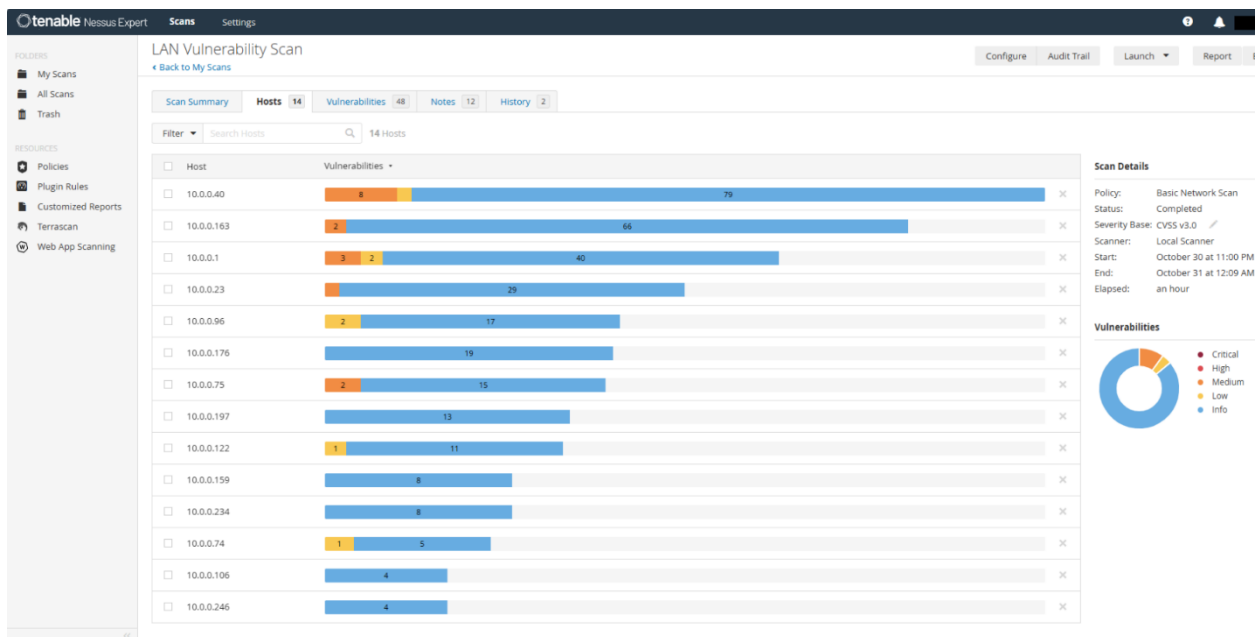 tenable Nessus Expert Scans Settings
FOLDERS
My Scans
All Scans
Trash
RESOURCES
Policies
Plugin Rules
Customized Reports
Terrascan
Web App Scanning
LAN Vulnerability Scan
Back to My Scans
Configure Audit Trail Launch Report
Scan Summary Hosts 14 Vulnerabilities 48 Notes 12 History 2
Filter Search Hosts 14 Hosts
Host Vulnerabilities
10.0.0.40 8 79
10.0.0.163 2 66
10.0.0.1 3 2 40
10.0.0.23 29
10.0.0.96 2 17
10.0.0.176 19
10.0.0.75 2 15
10.0.0.197 13
10.0.0.122 1 11
10.0.0.159 8
10.0.0.234 8
10.0.0.74 1 5
10.0.0.106 4
10.0.0.246 4
Scan Details
Policy: Basic Network Scan
Status: Completed
Severity Base: CVSS v3.0
Scanner: Local Scanner
Start: October 30 at 11:00 PM
End: October 31 at 12:09 AM
Elapsed: an hour
Vulnerabilities
Critical
High
Medium
Low
Info